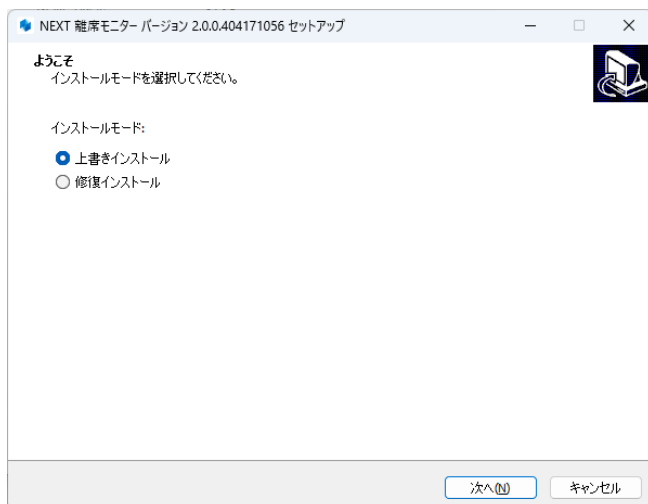 NEXT 離席モニター バージョン 2.0.0.404171056 セットアップ
ようこそ
インストールモードを選択してください。
インストールモード:
上書きインストール
修復インストール
次へ(N)
キャンセル